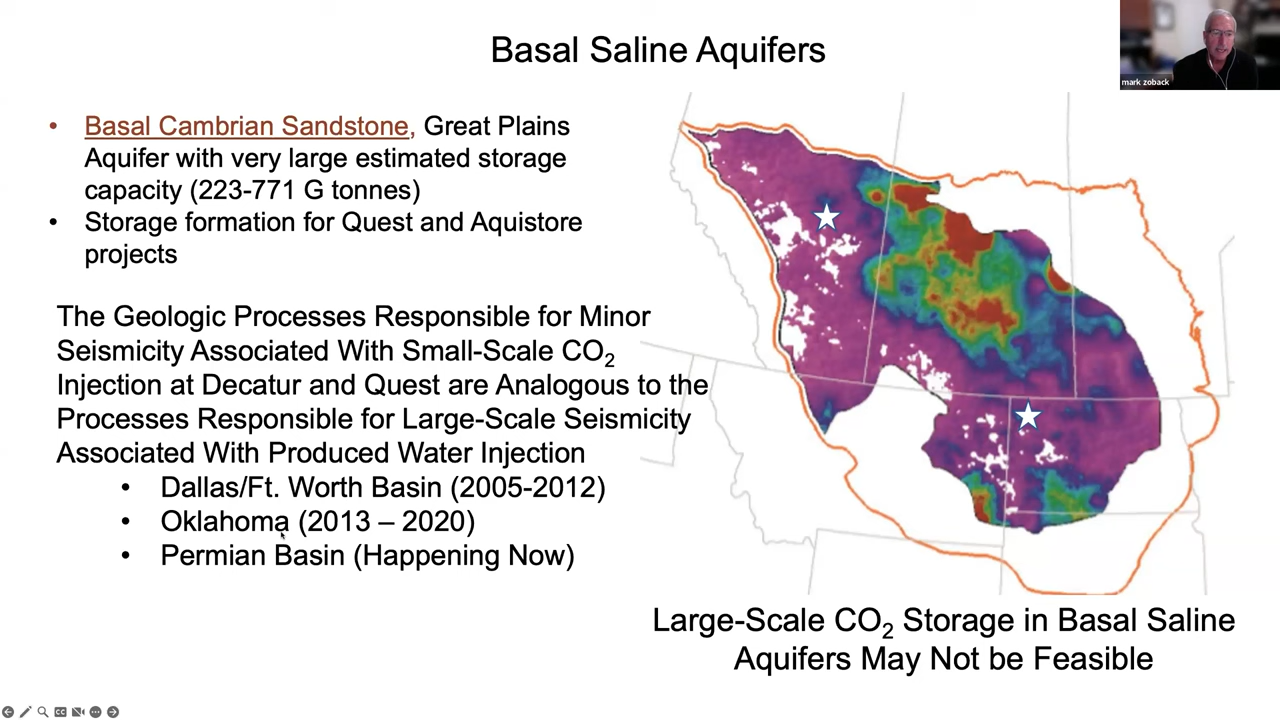 Basal Saline Aquifers
mark zoback
• Basal Cambrian Sandstone, Great Plains
Aquifer with very large estimated storage
capacity (223-771 G tonnes)
• Storage formation for Quest and Aquistore
projects
The Geologic Processes Responsible for Minor
Seismicity Associated With Small-Scale CO₂
Injection at Decatur and Quest are Analogous to the
Processes Responsible for Large-Scale Seismicity
Associated With Produced Water Injection
• Dallas/Ft. Worth Basin (2005-2012)
• Oklahoma (2013 – 2020)
• Permian Basin (Happening Now)
Large-Scale CO₂ Storage in Basal Saline
Aquifers May Not be Feasible